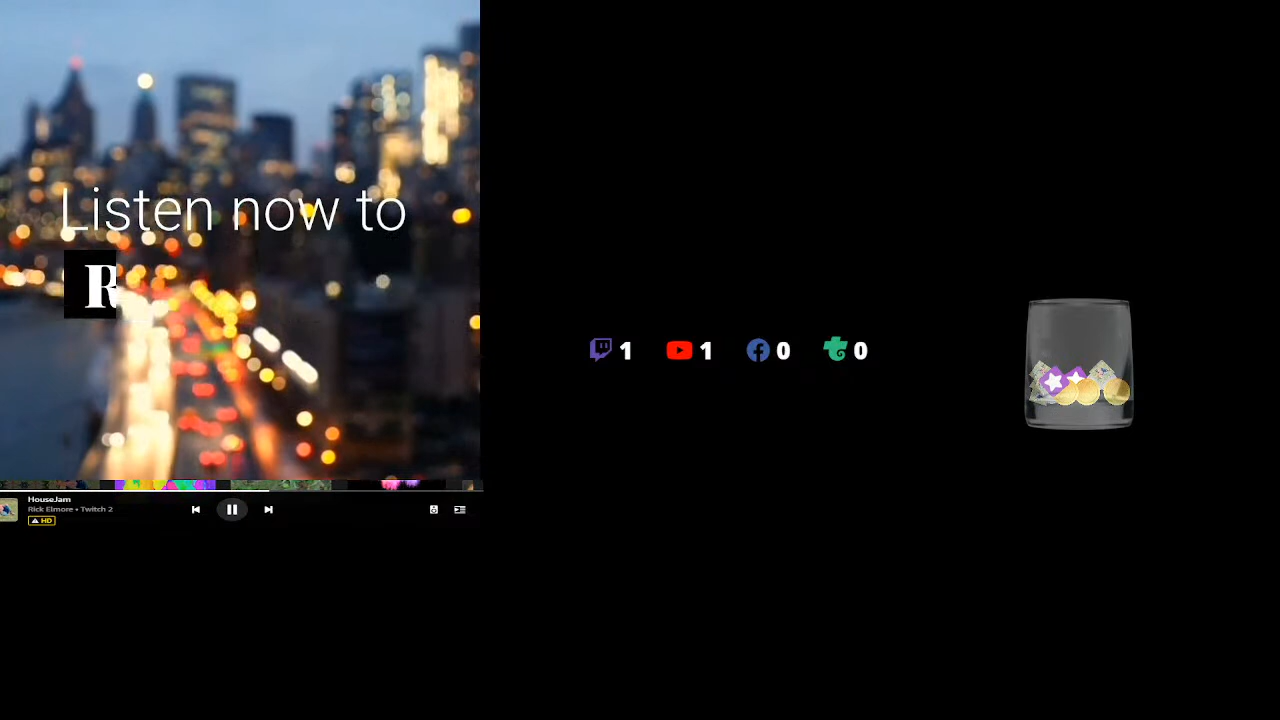 Listen now to
R
HouseJam
Rick Elmore • Twitch 2
HD
1 1 0 0